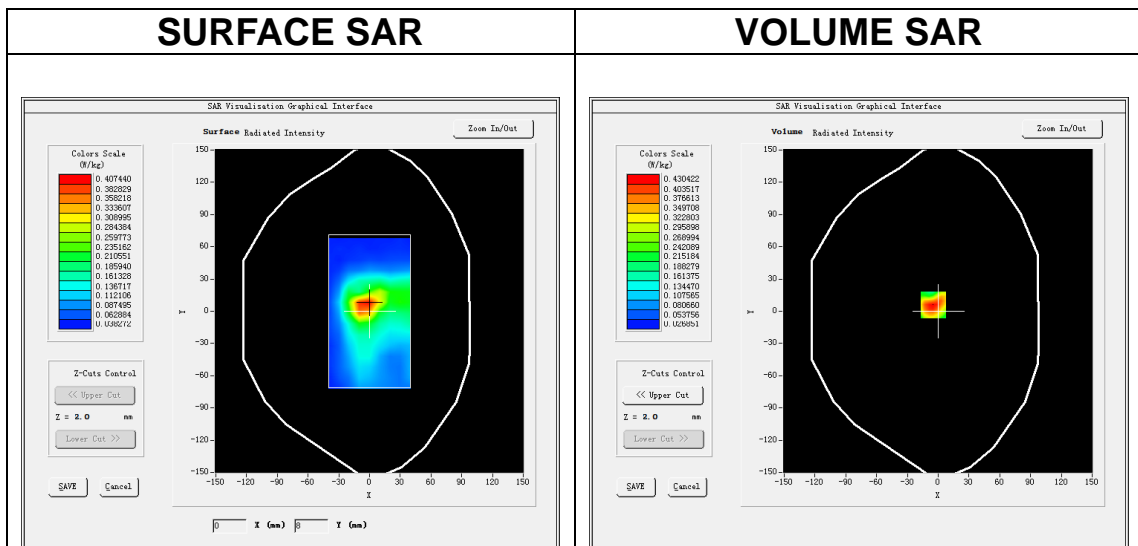 SURFACE SAR
VOLUME SAR
SAR Visualisation Graphical Interface
Surface Radiated Intensity
Zoom In/Out
Colors Scale
(W/kg)
0.407440
0.382829
0.358218
0.333607
0.308995
0.284384
0.259773
0.235162
0.210551
0.185940
0.161328
0.136717
0.112106
0.087495
0.062884
0.038272
150
120
90
60
30
0
-30
-60
-90
-120
-150
Y
-150 -120 -90 -60 -30 0 30 60 90 120 150
X
Z-Cuts Control
<< Upper Cut
Z = 2.0 mm
Lower Cut >>
SAVE Cancel
0 X (mm) 8 Y (mm)
SAR Visualisation Graphical Interface
Volume Radiated Intensity
Zoom In/Out
Colors Scale
(W/kg)
0.430422
0.403517
0.376613
0.349708
0.322803
0.295898
0.268994
0.242089
0.215184
0.188279
0.161375
0.134470
0.107565
0.080660
0.053756
0.026851
150
120
90
60
30
0
-30
-60
-90
-120
-150
Y
-150 -120 -90 -60 -30 0 30 60 90 120 150
X
Z-Cuts Control
<< Upper Cut
Z = 2.0 mm
Lower Cut >>
SAVE Cancel